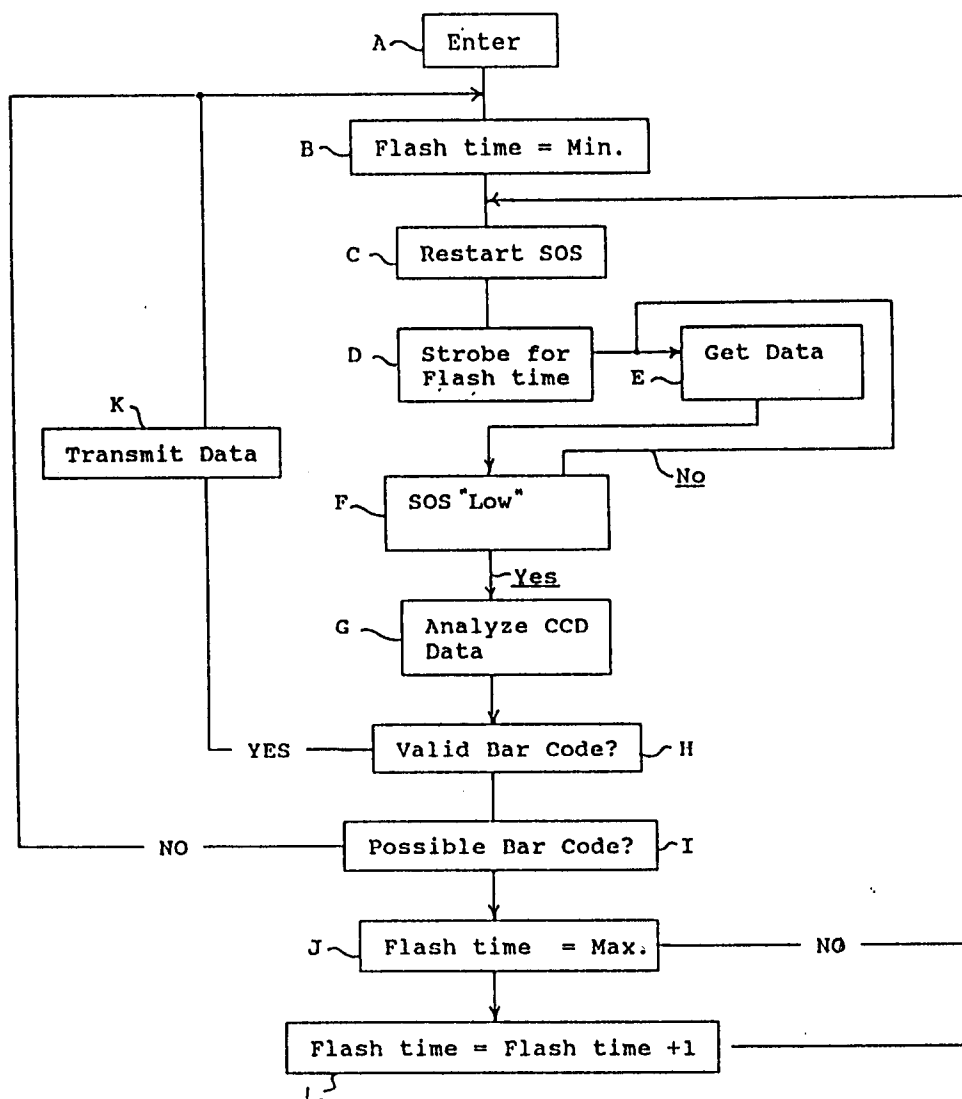 A Enter
B Flash time = Min.
C Restart SOS
D Strobe for
Flash time
E Get Data
K
Transmit Data
No
F SOS "Low"
Yes
G Analyze CCD
Data
YES Valid Bar Code? H
NO Possible Bar Code? I
J Flash time = Max. NO
Flash time = Flash time +1
L